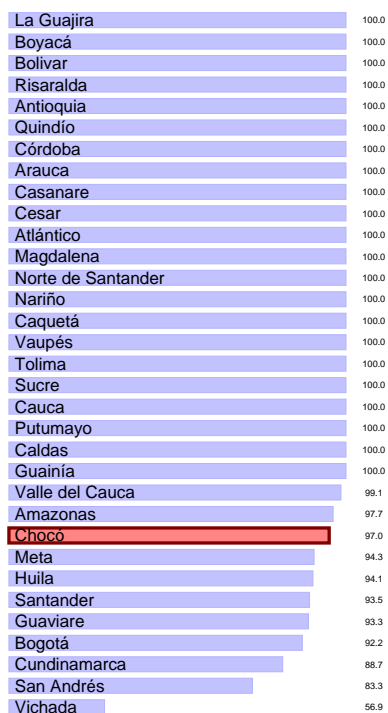 La Guajira 100.0
Boyacá 100.0
Bolivar 100.0
Risaralda 100.0
Antioquia 100.0
Quindío 100.0
Córdoba 100.0
Arauca 100.0
Casanare 100.0
Cesar 100.0
Atlántico 100.0
Magdalena 100.0
Norte de Santander 100.0
Nariño 100.0
Caquetá 100.0
Vaupés 100.0
Tolima 100.0
Sucre 100.0
Cauca 100.0
Putumayo 100.0
Caldas 100.0
Guainía 100.0
Valle del Cauca 99.1
Amazonas 97.7
Chocó 97.0
Meta 94.3
Huila 94.1
Santander 93.5
Guaviare 93.3
Bogotá 92.2
Cundinamarca 88.7
San Andrés 83.3
Vichada 56.9